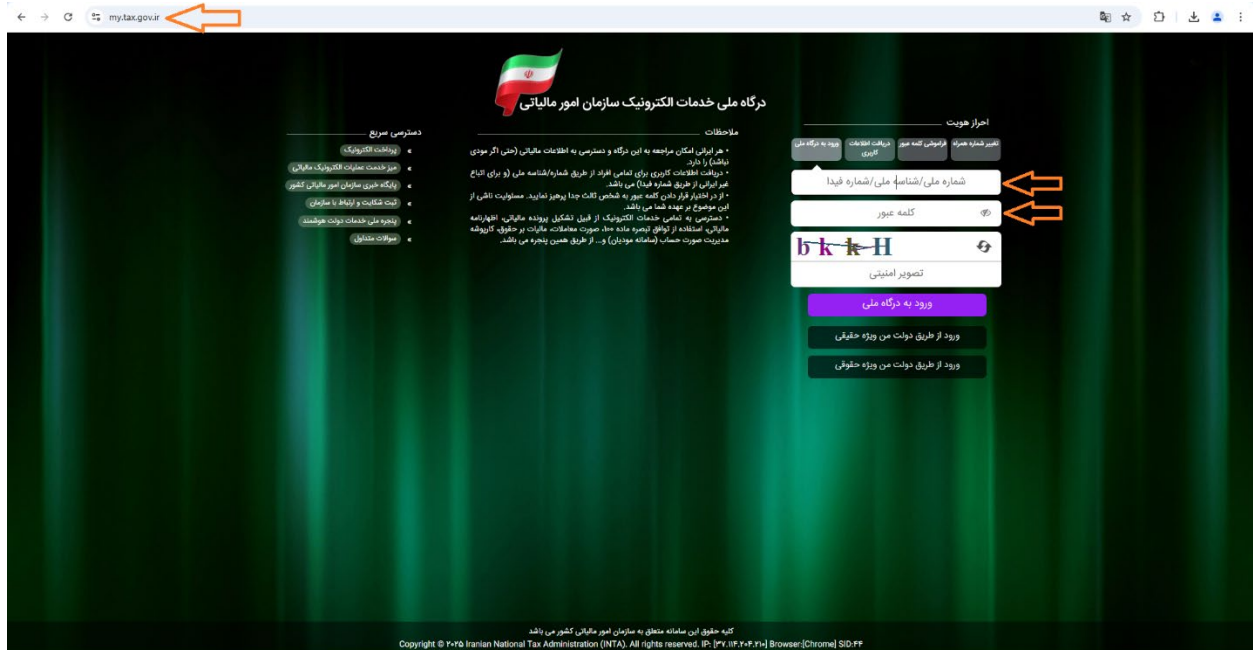 my.tax.gov.ir
درگاه ملی خدمات الکترونیک سازمان امور مالیاتی
احراز هویت
تغییر شماره همراه
فراموشی کلمه عبور
دریافت اطلاعات
کاربری
ورود به درگاه ملی
شماره ملی/شناسه ملی/شماره فیدا
کلمه عبور
b k k H
تصویر امنیتی
ورود به درگاه ملی
ورود از طریق دولت من ویژه حقیقی
ورود از طریق دولت من ویژه حقوقی
ملاحظات
• هر ایرانی امکان مراجعه به این درگاه و دسترسی به اطلاعات مالیاتی (حتی اگر مودی
نباشد) را دارد.
• دریافت اطلاعات کاربری برای تمامی افراد از طریق شماره/شناسه ملی (و برای اتباع
غیر ایرانی از طریق شماره فیدا) می باشد.
• از در اختیار قرار دادن کلمه عبور به شخص ثالث جدا پرهیز نمایید. مسئولیت ناشی از
این موضوع بر عهده شما می باشد.
• دسترسی به تمامی خدمات الکترونیک از قبیل تشکیل پرونده مالیاتی، اظهارنامه
مالیاتی، استفاده از توافق تبصره ماده ۱۰۰، صورت معاملات، مالیات بر حقوق، کارپوشه
مدیریت صورت حساب (سامانه مودیان) و... از طریق همین پنجره می باشد.
دسترسی سریع
» پرداخت الکترونیک
» میز خدمت عملیات الکترونیک مالیاتی
» پایگاه خبری سازمان امور مالیاتی کشور
» ثبت شکایت و ارتباط با سازمان
» پنجره ملی خدمات دولت هوشمند
» سوالات متداول
کلیه حقوق این سامانه متعلق به سازمان امور مالیاتی کشور می باشد
Copyright © ۲۰۲۵ Iranian National Tax Administration (INTA). All rights reserved. IP: [۳۷.۱۱۴.۲۰۴.۲۱۰] Browser:[Chrome] SID:۴۴